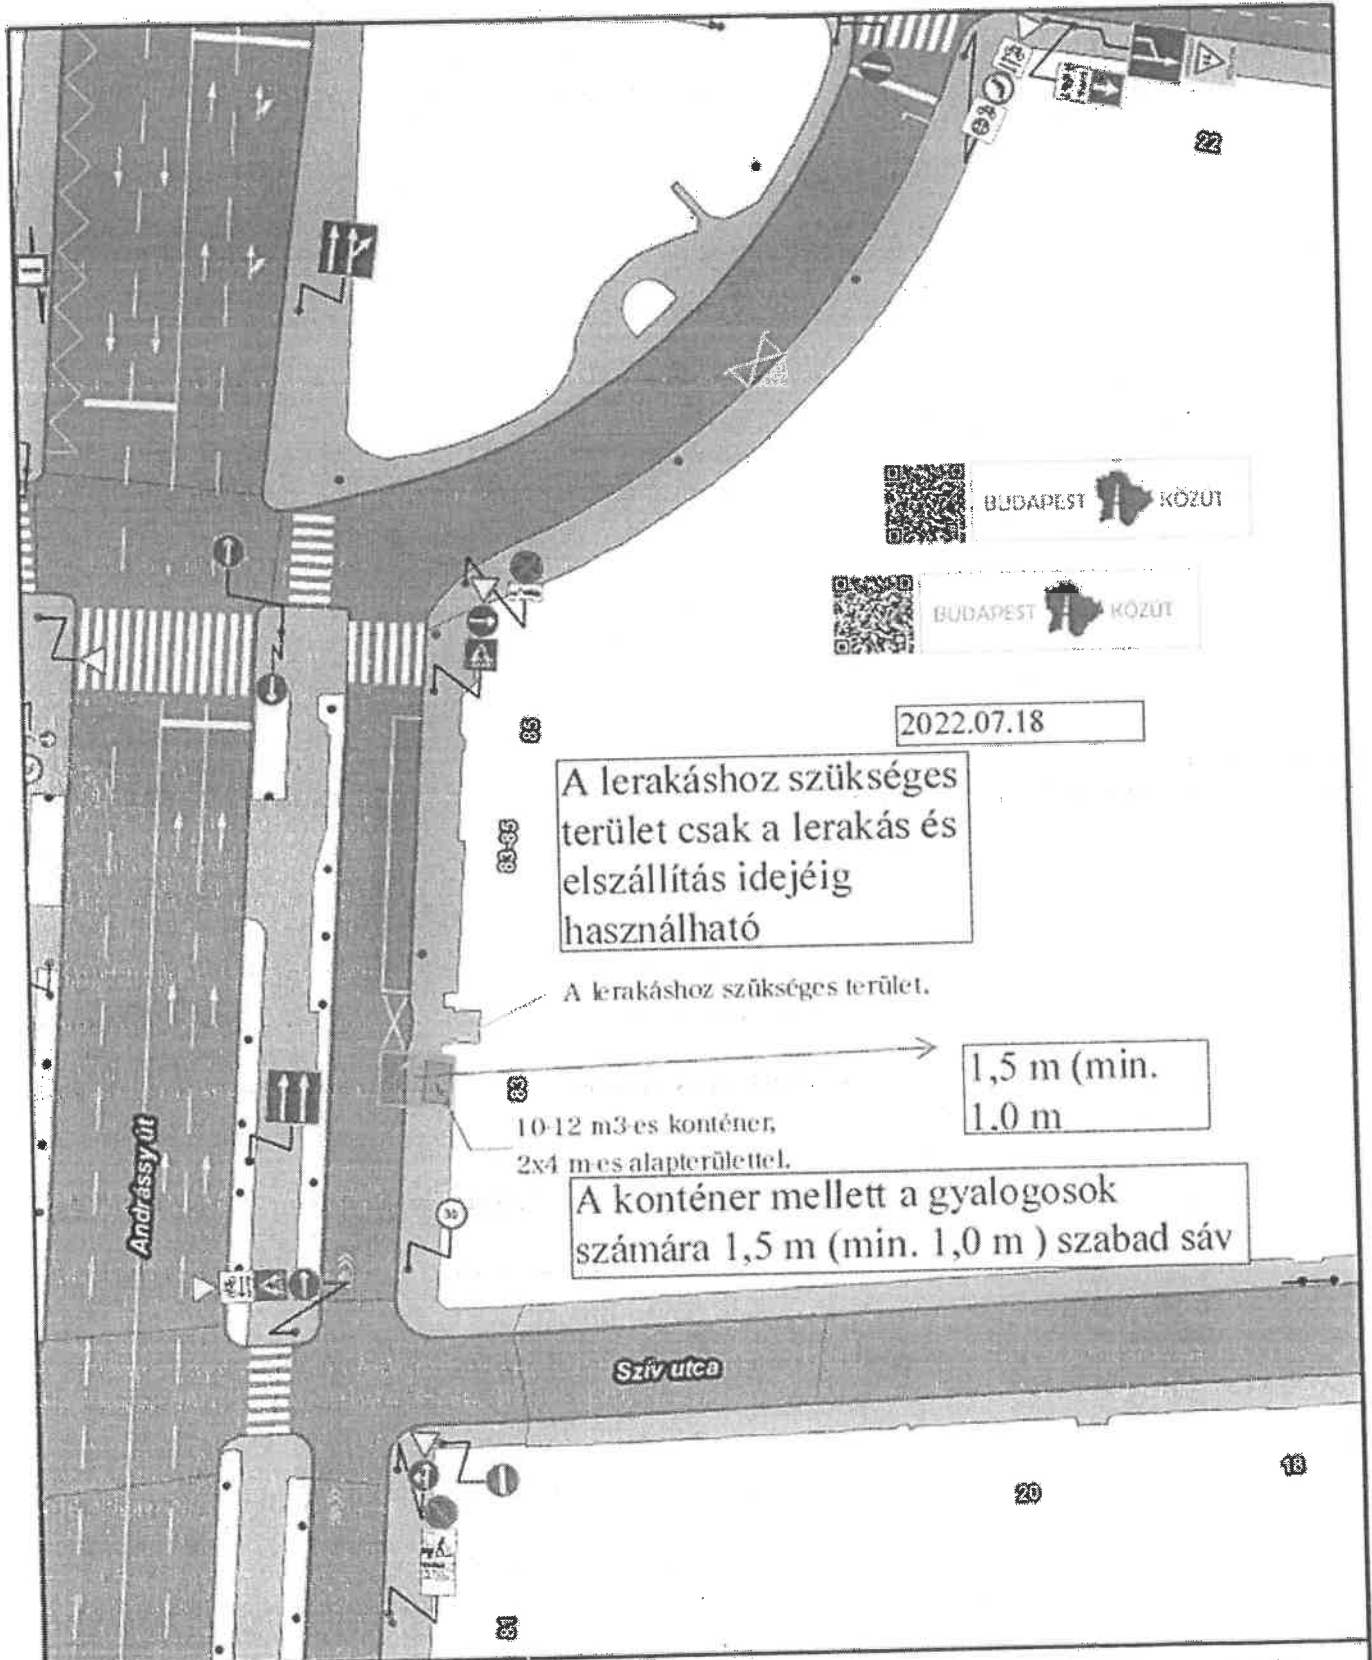 22
BUDAPEST KÖZÚT
BUDAPEST KÖZÚT
2022.07.18
85
A lerakáshoz szükséges
terület csak a lerakás és
elszállítás idejéig
használható
83-85
A lerakáshoz szükséges terület.
1,5 m (min.
1.0 m
83
10-12 m3-es konténer,
2x4 m-es alapterülettel.
A konténer mellett a gyalogosok
számára 1,5 m (min. 1,0 m ) szabad sáv
Andrássy út
30
Szív utca
18
20
81